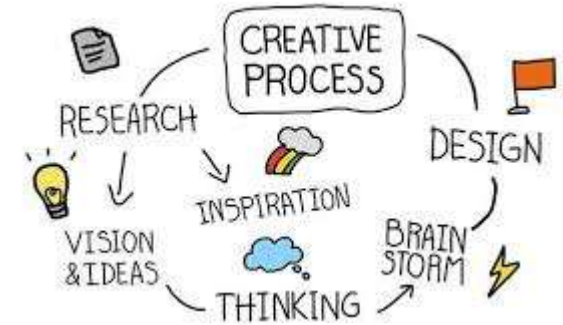 CREATIVE
PROCESS
RESEARCH
DESIGN
INSPIRATION
VISION
& IDEAS
BRAIN
STORM
THINKING